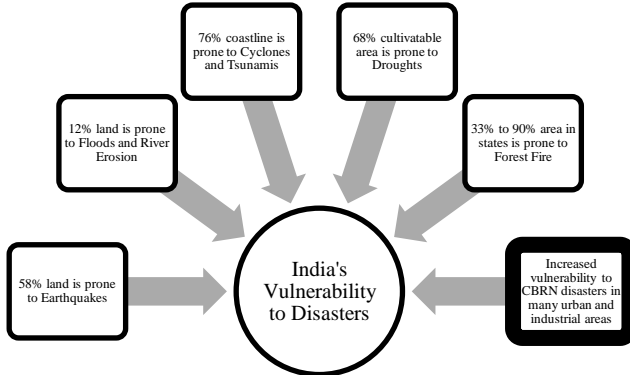 76% coastline is
prone to Cyclones
and Tsunamis
68% cultivatable
area is prone to
Droughts
12% land is prone
to Floods and River
Erosion
33% to 90% area in
states is prone to
Forest Fire
58% land is prone
to Earthquakes
India's
Vulnerability
to Disasters
Increased
vulnerability to
CBRN disasters in
many urban and
industrial areas